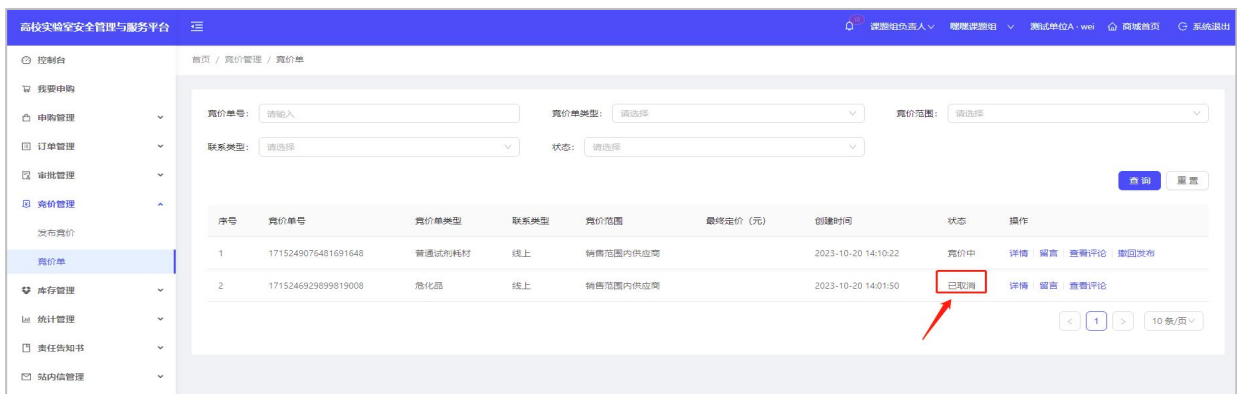 高校实验室安全管理与服务平台
课题组负责人 嘿嘿课题组 测试单位A · wei 商城首页 系统退出
控制台
首页 / 竞价管理 / 竞价单
我要申购
申购管理
竞价单号: 请输入 竞价单类型: 请选择 竞价范围: 请选择
订单管理
联系类型: 请选择 状态: 请选择
审批管理
查询 重置
竞价管理
序号 竞价单号 竞价单类型 联系类型 竞价范围 最终定价（元） 创建时间 状态 操作
发布竞价
1 1715249076481691648 普通试剂耗材 线上 销售范围内供应商 2023-10-20 14:10:22 竞价中 详情 留言 查看评论 撤回发布
竞价单
2 1715246929899819008 危化品 线上 销售范围内供应商 2023-10-20 14:01:50 已取消 详情 留言 查看评论
库存管理
统计管理
< 1 > 10 条/页
责任告知书
站内信管理